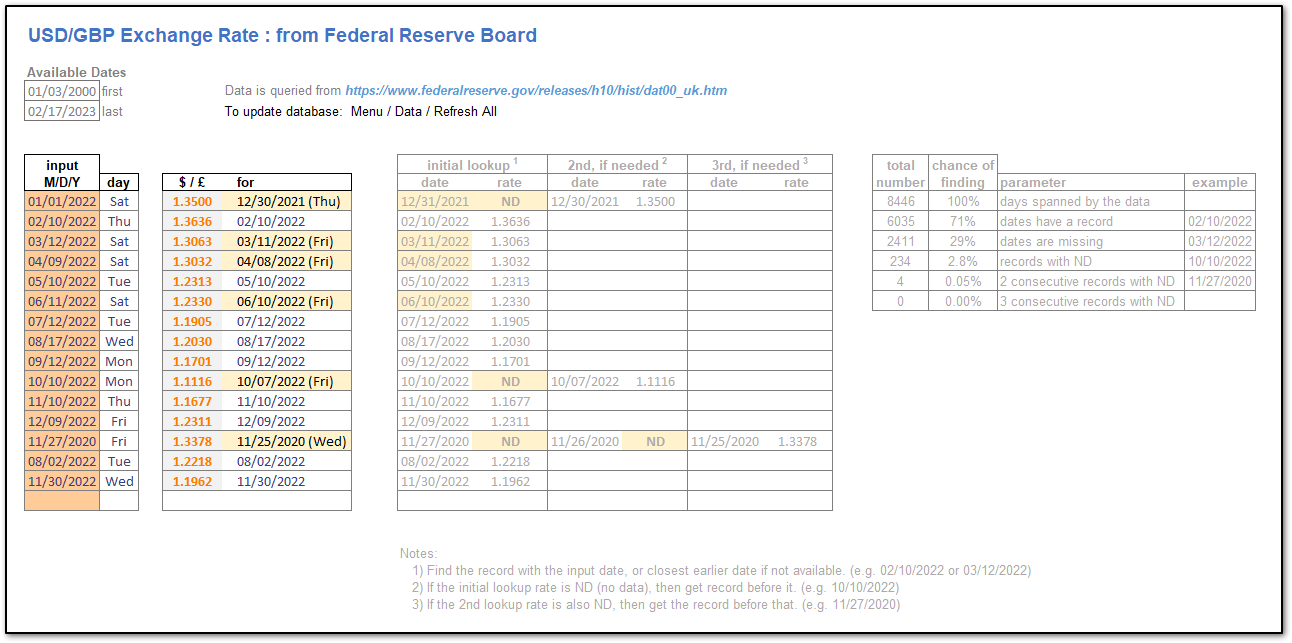 USD/GBP Exchange Rate : from Federal Reserve Board
Available Dates
01/03/2000 first Data is queried from https://www.federalreserve.gov/releases/h10/hist/dat00_uk.htm
02/17/2023 last To update database: Menu / Data / Refresh All
input initial lookup 1 2nd, if needed 2 3rd, if needed 3 total chance of
M/D/Y day $ / £ for date rate date rate date rate number finding parameter example
01/01/2022 Sat 1.3500 12/30/2021 (Thu) 12/31/2021 ND 12/30/2021 1.3500 8446 100% days spanned by the data
02/10/2022 Thu 1.3636 02/10/2022 02/10/2022 1.3636 6035 71% dates have a record 02/10/2022
03/12/2022 Sat 1.3063 03/11/2022 (Fri) 03/11/2022 1.3063 2411 29% dates are missing 03/12/2022
04/09/2022 Sat 1.3032 04/08/2022 (Fri) 04/08/2022 1.3032 234 2.8% records with ND 10/10/2022
05/10/2022 Tue 1.2313 05/10/2022 05/10/2022 1.2313 4 0.05% 2 consecutive records with ND 11/27/2020
06/11/2022 Sat 1.2330 06/10/2022 (Fri) 06/10/2022 1.2330 0 0.00% 3 consecutive records with ND
07/12/2022 Tue 1.1905 07/12/2022 07/12/2022 1.1905
08/17/2022 Wed 1.2030 08/17/2022 08/17/2022 1.2030
09/12/2022 Mon 1.1701 09/12/2022 09/12/2022 1.1701
10/10/2022 Mon 1.1116 10/07/2022 (Fri) 10/10/2022 ND 10/07/2022 1.1116
11/10/2022 Thu 1.1677 11/10/2022 11/10/2022 1.1677
12/09/2022 Fri 1.2311 12/09/2022 12/09/2022 1.2311
11/27/2020 Fri 1.3378 11/25/2020 (Wed) 11/27/2020 ND 11/26/2020 ND 11/25/2020 1.3378
08/02/2022 Tue 1.2218 08/02/2022 08/02/2022 1.2218
11/30/2022 Wed 1.1962 11/30/2022 11/30/2022 1.1962
Notes:
1) Find the record with the input date, or closest earlier date if not available. (e.g. 02/10/2022 or 03/12/2022)
2) If the initial lookup rate is ND (no data), then get record before it. (e.g. 10/10/2022)
3) If the 2nd lookup rate is also ND, then get the record before that. (e.g. 11/27/2020)